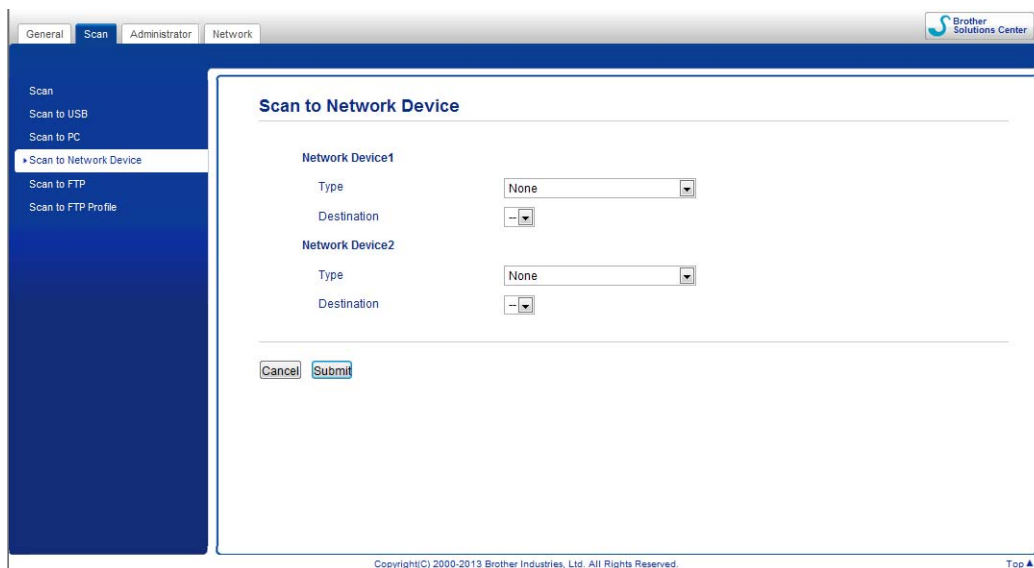 General Scan Administrator Network
Brother
Solutions Center
Scan
Scan to USB
Scan to PC
Scan to Network Device
Scan to FTP
Scan to FTP Profile
Scan to Network Device
Network Device1
Type None
Destination --
Network Device2
Type None
Destination --
Cancel Submit
Copyright(C) 2000-2013 Brother Industries, Ltd. All Rights Reserved. Top▲